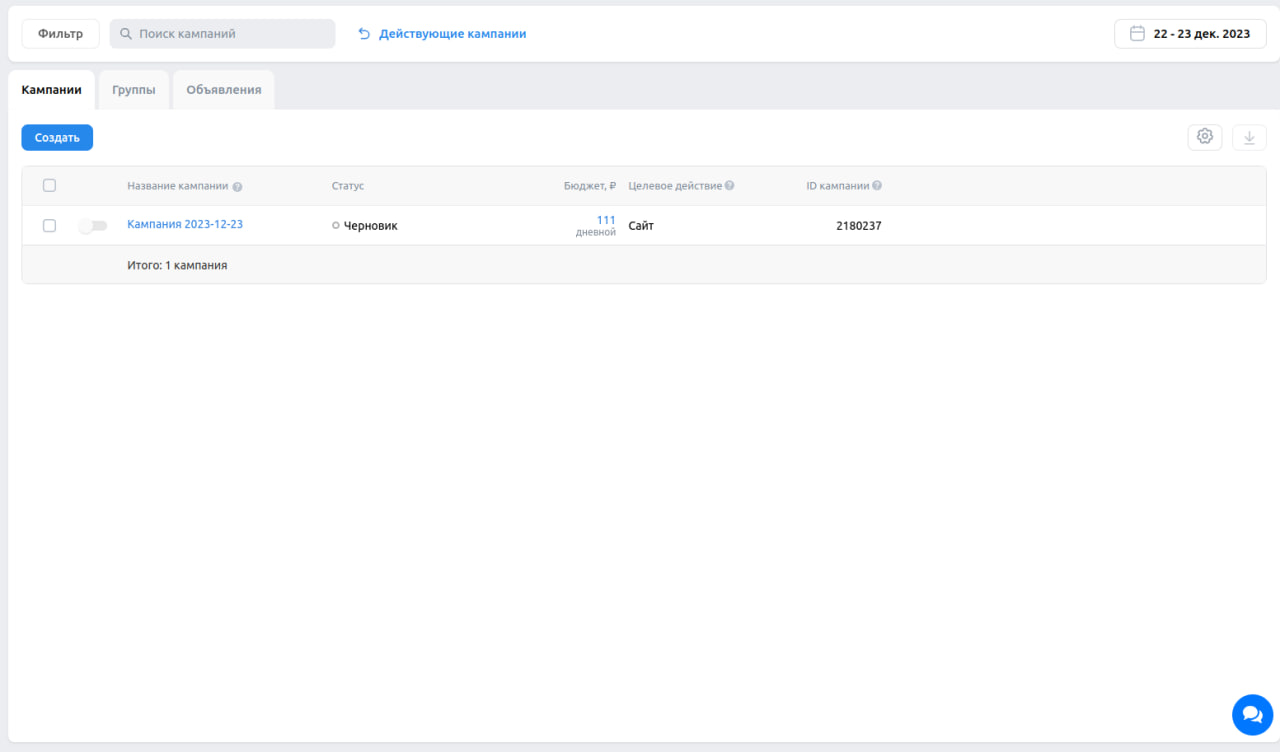 Фильтр
Поиск кампаний
Действующие кампании
22 - 23 дек. 2023
Кампании
Группы
Объявления
Создать
Название кампании ?
Статус
Бюджет, ₽
Целевое действие ?
ID кампании ?
Кампания 2023-12-23
Черновик
111
дневной
Сайт
2180237
Итого: 1 кампания